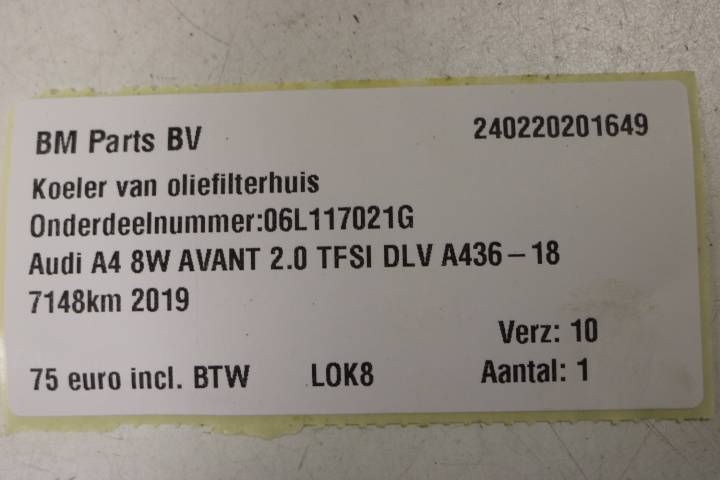 BM Parts BV 240220201649
Koeler van oliefilterhuis
Onderdeelnummer:06L117021G
Audi A4 8W AVANT 2.0 TFSI DLV A436-18
7148km 2019
Verz: 10
75 euro incl. BTW LOK8 Aantal: 1